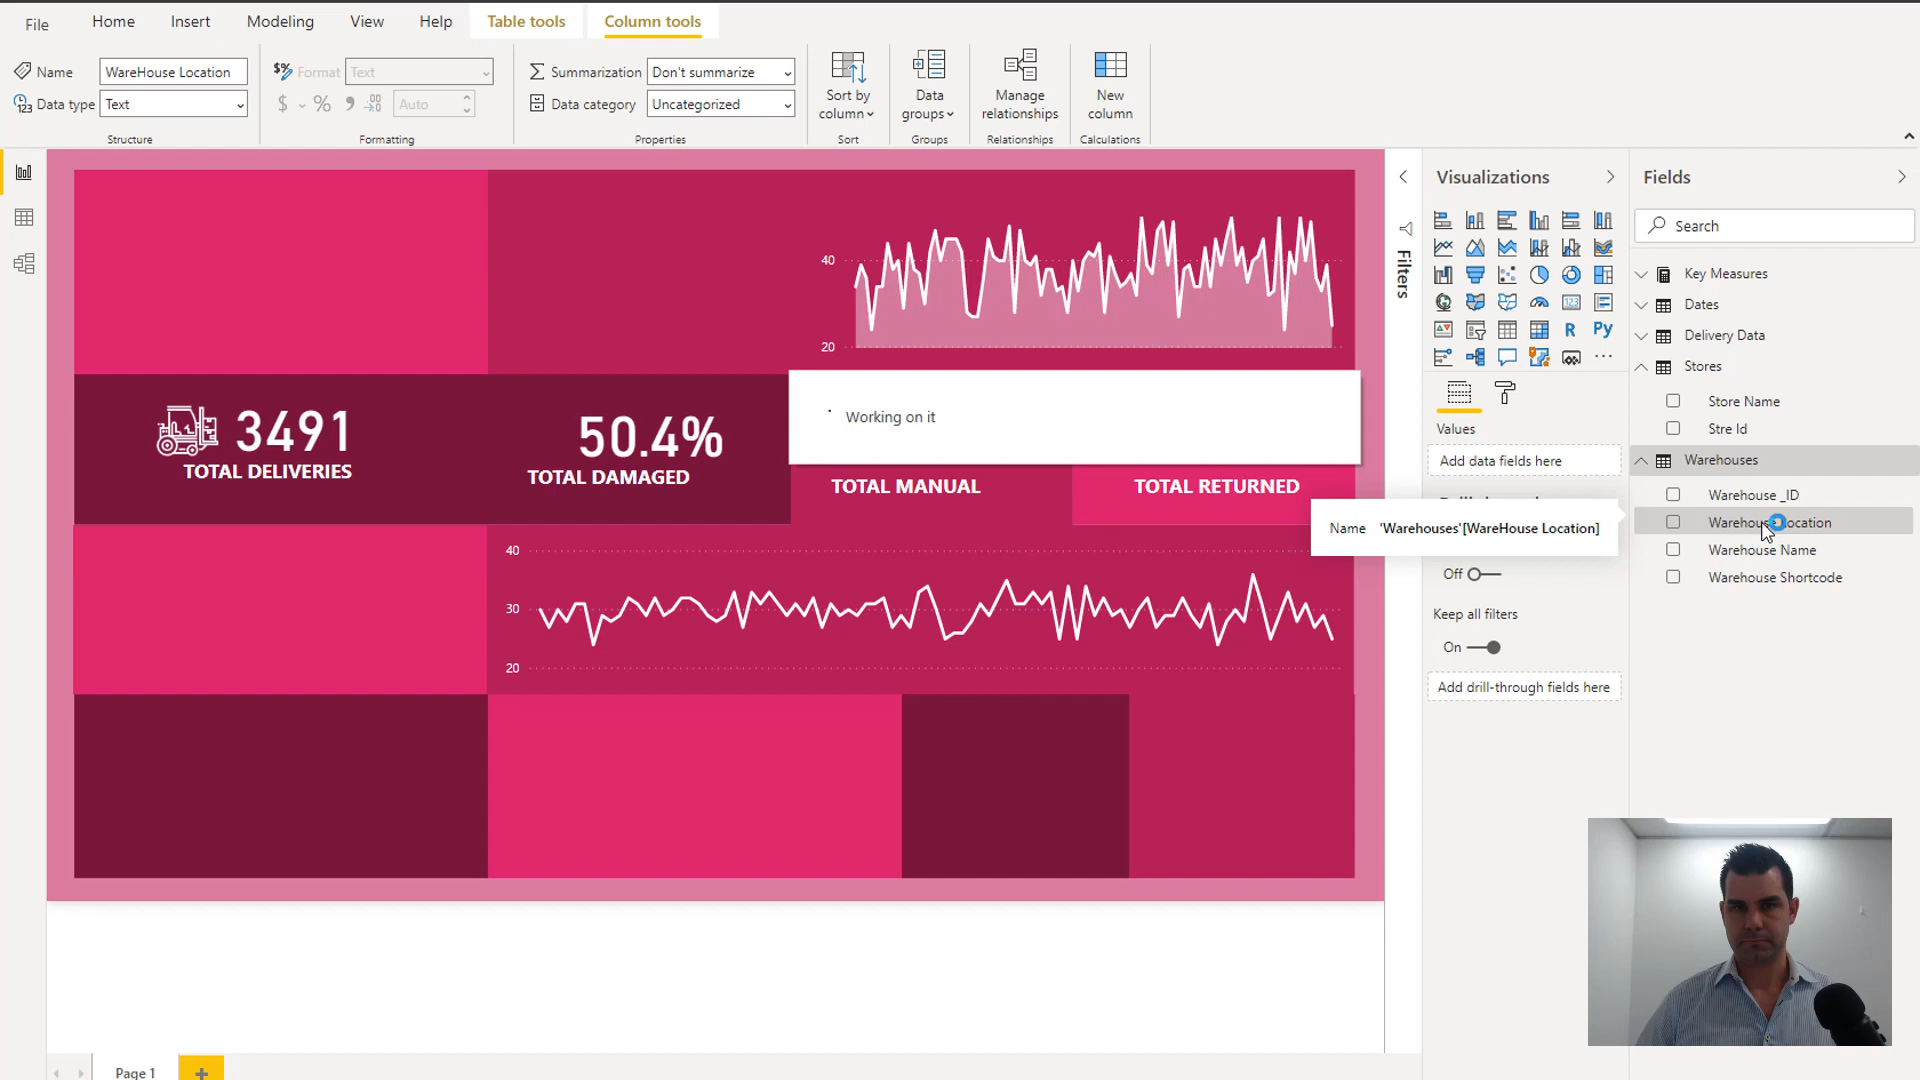 File
Home
Insert
Modeling
View
Help
Table tools
Column tools
Name
WareHouse Location
Data type
Text
Structure
Format
Text
$
%
Auto
Formatting
Summarization
Don't summarize
Data category
Uncategorized
Properties
Sort by
column
Sort
Data
groups
Groups
Manage
relationships
Relationships
New
column
Calculations
40
20
3491
TOTAL DELIVERIES
50.4%
TOTAL DAMAGED
Working on it
TOTAL MANUAL
TOTAL RETURNED
40
30
20
Filters
Visualizations
R
Py
Values
Add data fields here
Name 'Warehouses'[WareHouse Location]
Off
Keep all filters
On
Add drill-through fields here
Fields
Search
Key Measures
Dates
Delivery Data
Stores
Store Name
Stre Id
Warehouses
Warehouse _ID
Warehouse Location
Warehouse Name
Warehouse Shortcode
Page 1
+